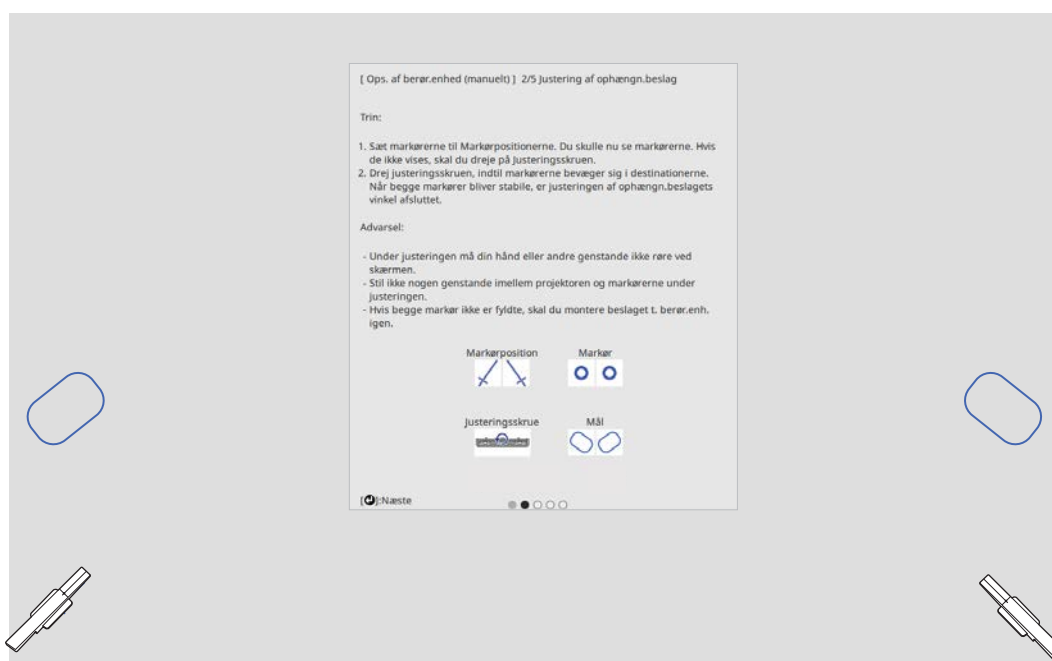 [ Ops. af berør.enhed (manuelt) ] 2/5 Justering af ophængn.beslag
Trin:
1. Sæt markørerne til Markørpositionerne. Du skulle nu se markørerne. Hvis
de ikke vises, skal du dreje på Justeringsskruen.
2. Drej justeringsskruen, indtil markørerne bevæger sig i destinationerne.
Når begge markører bliver stabile, er justeringen af ophængn.beslagets
vinkel afsluttet.
Advarsel:
- Under justeringen må din hånd eller andre genstande ikke røre ved
skærmen.
- Stil ikke nogen genstande imellem projektoren og markørerne under
justeringen.
- Hvis begge markør ikke er fyldte, skal du montere beslaget t. berør.enh.
igen.
Markørposition Markør
Justeringsskrue Mål
[ ]:Næste